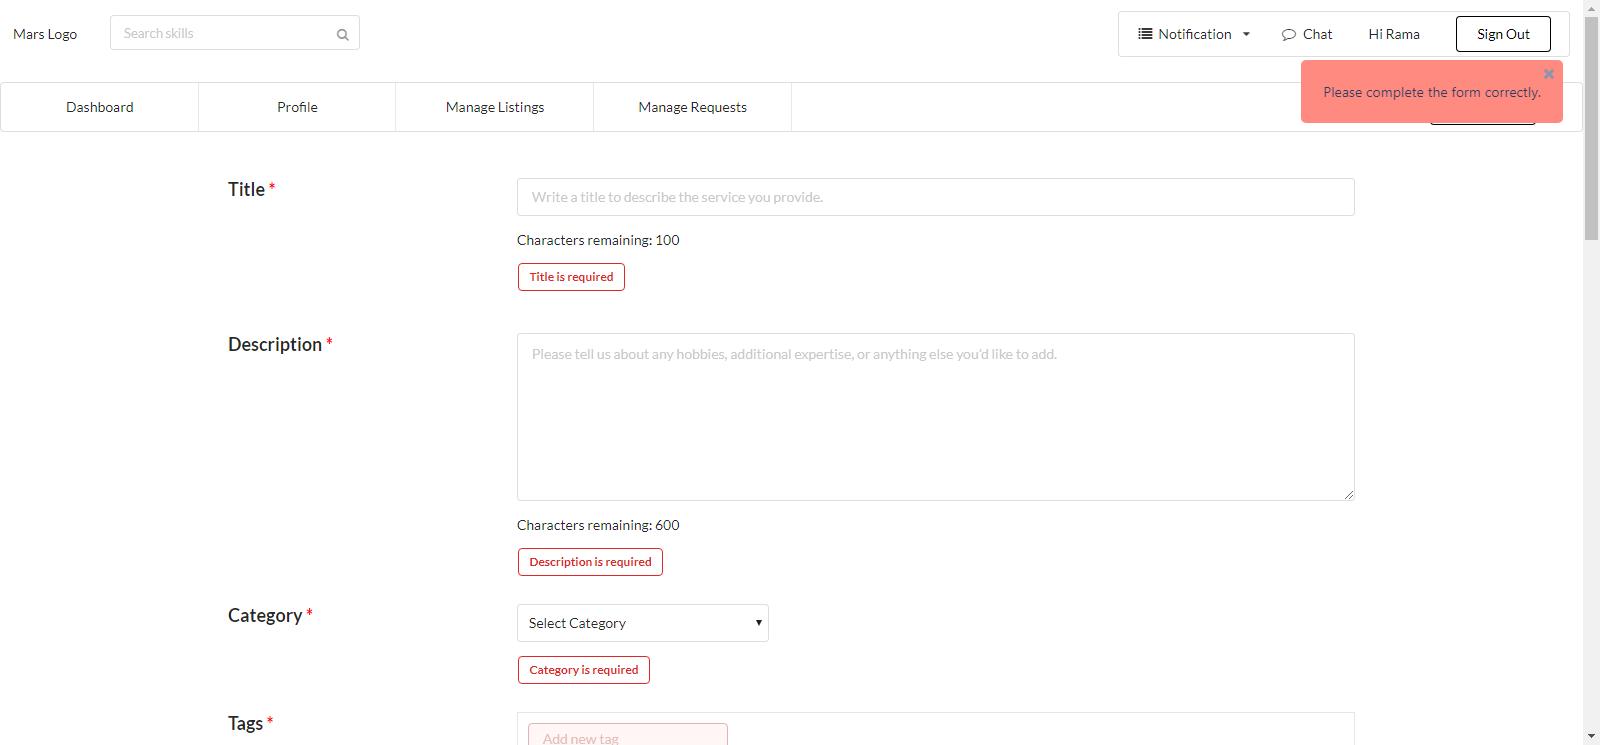 Mars Logo
Search skills
Notification
Chat
Hi Rama
Sign Out
Please complete the form correctly.
Dashboard
Profile
Manage Listings
Manage Requests
Title *
Write a title to describe the service you provide.
Characters remaining: 100
Title is required
Description *
Please tell us about any hobbies, additional expertise, or anything else you'd like to add.
Characters remaining: 600
Description is required
Category *
Select Category
Category is required
Tags *
Add new tag